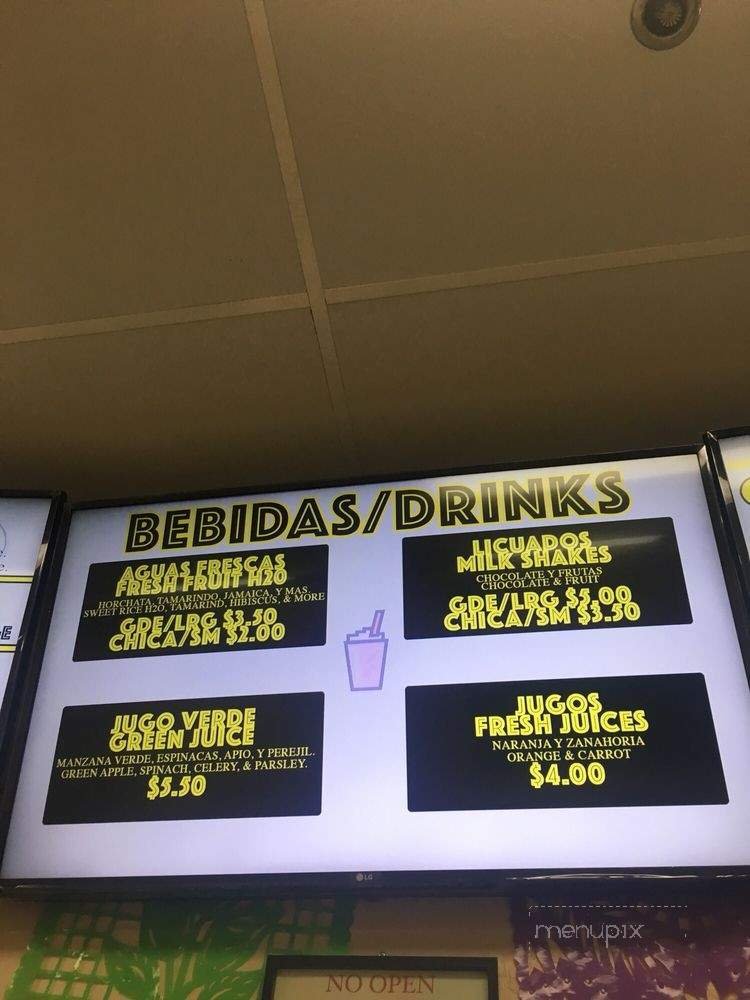 BEBIDAS/DRINKS
AGUAS FRESCAS
FRESH FRUIT H20
HORCHATA, TAMARINDO, JAMAICA, Y MAS.
SWEET RICE H20, TAMARIND, HIBISCUS, & MORE
GDE/LRG $3.50
CHICA/SM $2.00
LICUADOS
MILK SHAKES
CHOCOLATE Y FRUTAS
CHOCOLATE & FRUIT
GDE/LRG $5.00
CHICA/SM $3.50
JUGO VERDE
GREEN JUICE
MANZANA VERDE, ESPINACAS, APIO, Y PEREJIL.
GREEN APPLE, SPINACH, CELERY, & PARSLEY.
$5.50
JUGOS
FRESH JUICES
NARANJA Y ZANAHORIA
ORANGE & CARROT
$4.00
LG
menupix
NO OPEN